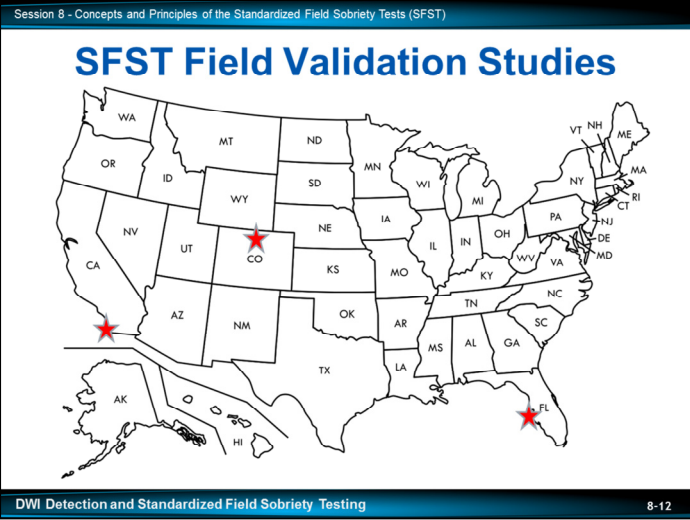 Session 8 - Concepts and Principles of the Standardized Field Sobriety Tests (SFST)
SFST Field Validation Studies
WA
MT
ND
VT
NH
ME
OR
ID
MN
MA
SD
WI
NY
WY
MI
RI
CT
NV
NE
IA
PA
NJ
UT
CO
IL
IN
OH
DE
CA
KS
MO
WV
VA
MD
KY
NC
TN
AZ
NM
OK
AR
SC
MS
AL
GA
TX
LA
AK
FL
HI
DWI Detection and Standardized Field Sobriety Testing
8-12